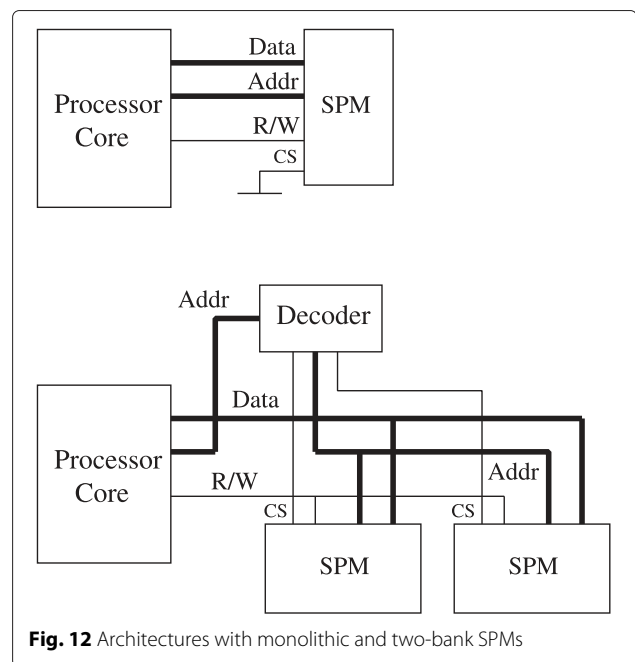 Data
Addr
Processor
Core
SPM
R/W
CS
Addr
Decoder
Data
Processor
Core
Addr
R/W
CS
CS
SPM
SPM
Fig. 12 Architectures with monolithic and two-bank SPMs